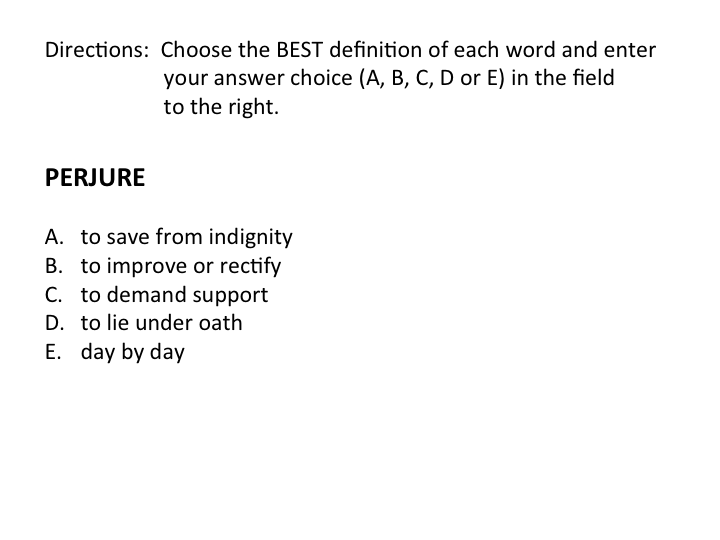 Directions: Choose the BEST definition of each word and enter
your answer choice (A, B, C, D or E) in the field
to the right.
PERJURE
A. to save from indignity
B. to improve or rectify
C. to demand support
D. to lie under oath
E. day by day